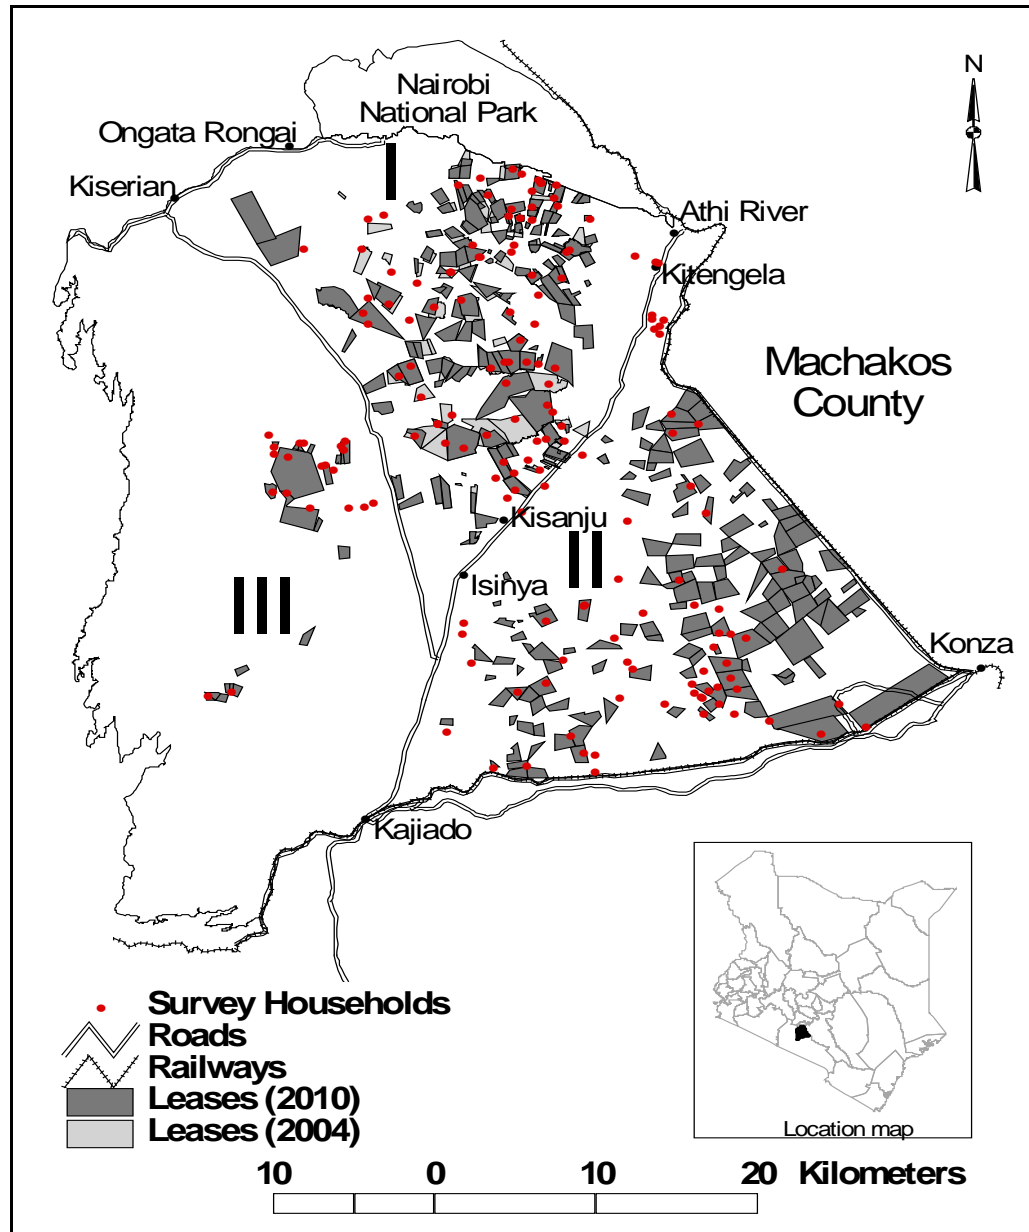 Nairobi
National Park
N
Ongata Rongai
I
Kiserian
Athi River
Kitengela
Machakos
County
Kisanju
II
Isinya
III
Konza
Kajiado
Location map
Survey Households
Roads
Railways
Leases (2010)
Leases (2004)
10 0 10 20 Kilometers